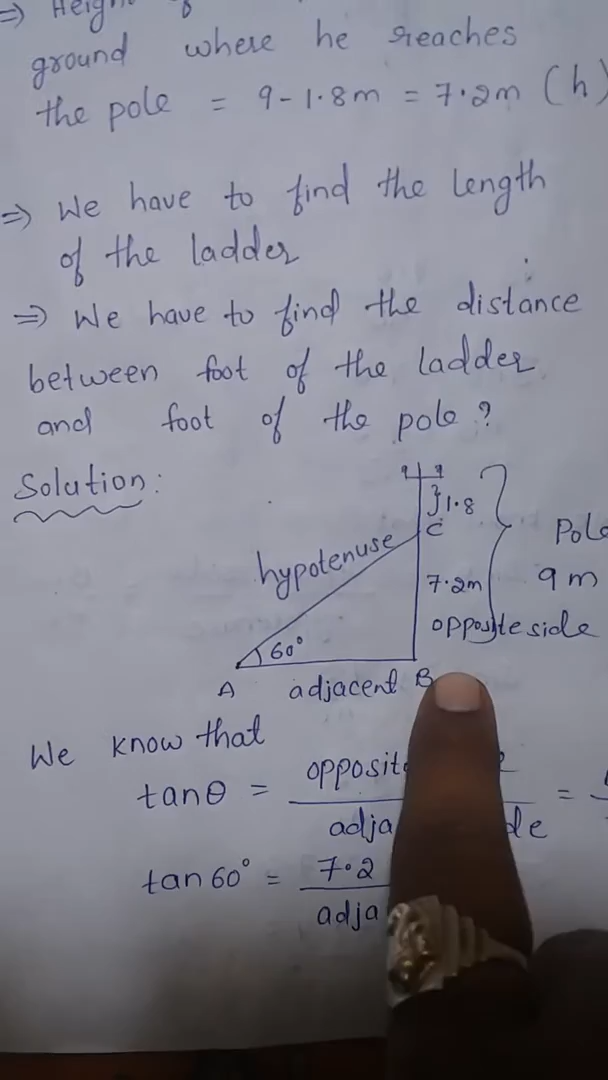 ⇒ Heigh
ground where he reaches
the pole = 9-1.8m = 7.2m (h)
⇒ We have to find the length
of the ladder
⇒ We have to find the distance
between foot of the ladder
and foot of the pole?
Solution:
}1.8
C
hypotenuse
Pole
7.2m
9m
opposite side
60°
A adjacent B
We know that
tanθ = opposit =
adja de
tan 60° = 7.2
adja